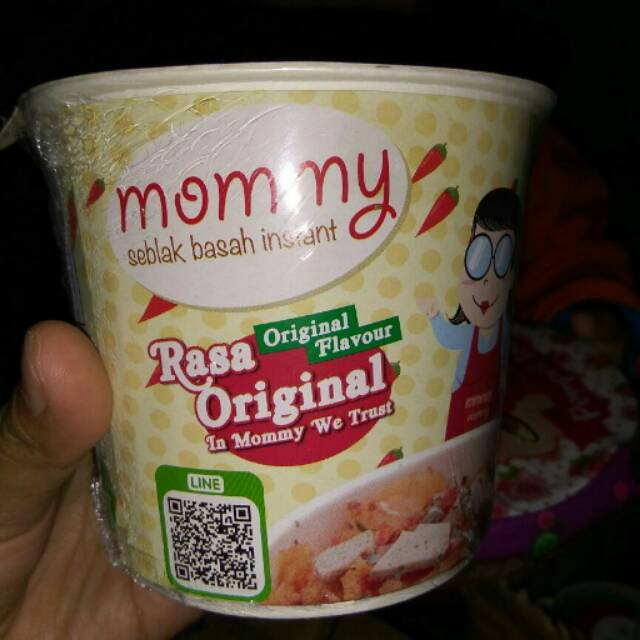 mommy
seblak basah instant
Rasa
Original
Flavour
Original
In Mommy We Trust
LINE